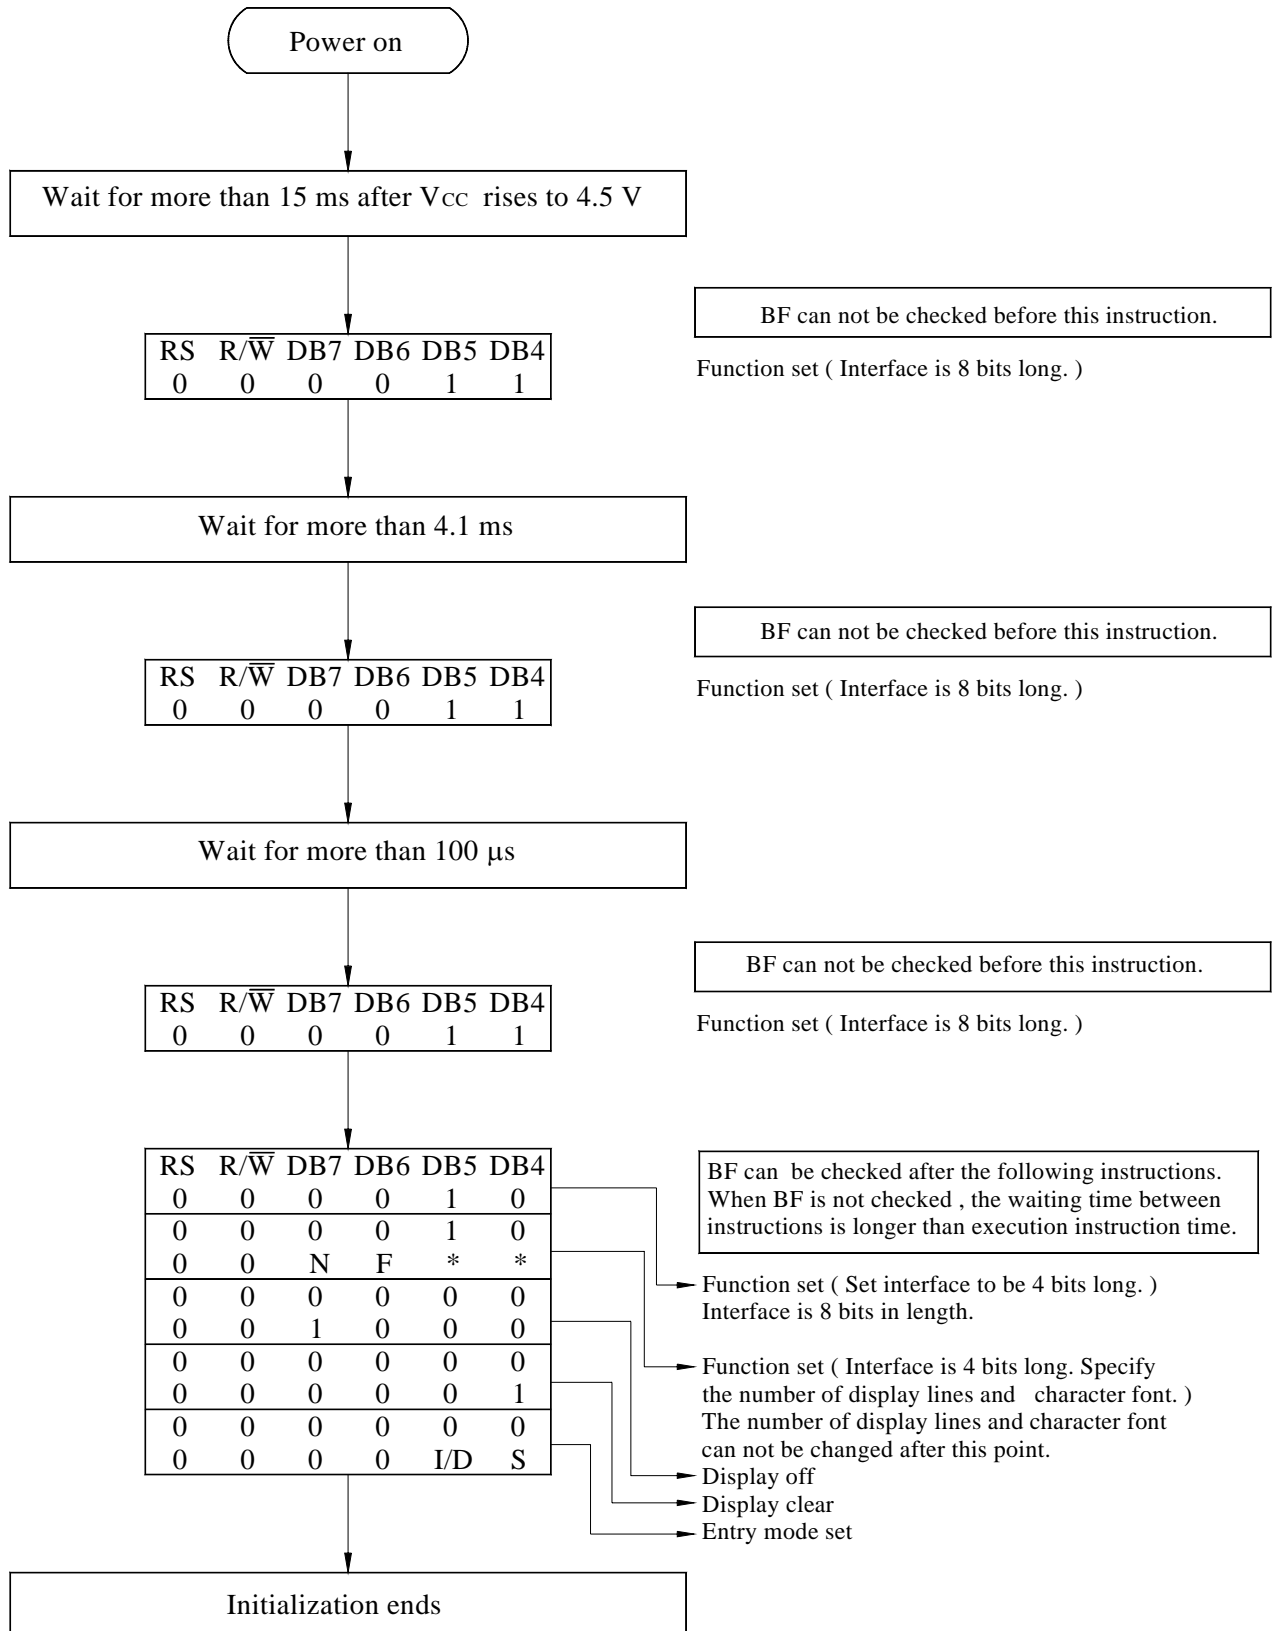 Power on
Wait for more than 15 ms after VCC rises to 4.5 V
BF can not be checked before this instruction.
RS R/W̅ DB7 DB6 DB5 DB4
0 0 0 0 1 1
Function set ( Interface is 8 bits long. )
Wait for more than 4.1 ms
BF can not be checked before this instruction.
RS R/W̅ DB7 DB6 DB5 DB4
0 0 0 0 1 1
Function set ( Interface is 8 bits long. )
Wait for more than 100 μs
BF can not be checked before this instruction.
RS R/W̅ DB7 DB6 DB5 DB4
0 0 0 0 1 1
Function set ( Interface is 8 bits long. )
RS R/W̅ DB7 DB6 DB5 DB4
0 0 0 0 1 0
0 0 0 0 1 0
0 0 N F * *
0 0 0 0 0 0
0 0 1 0 0 0
0 0 0 0 0 0
0 0 0 0 0 1
0 0 0 0 0 0
0 0 0 0 I/D S
BF can be checked after the following instructions.
When BF is not checked , the waiting time between
instructions is longer than execution instruction time.
Function set ( Set interface to be 4 bits long. )
Interface is 8 bits in length.
Function set ( Interface is 4 bits long. Specify
the number of display lines and character font. )
The number of display lines and character font
can not be changed after this point.
Display off
Display clear
Entry mode set
Initialization ends